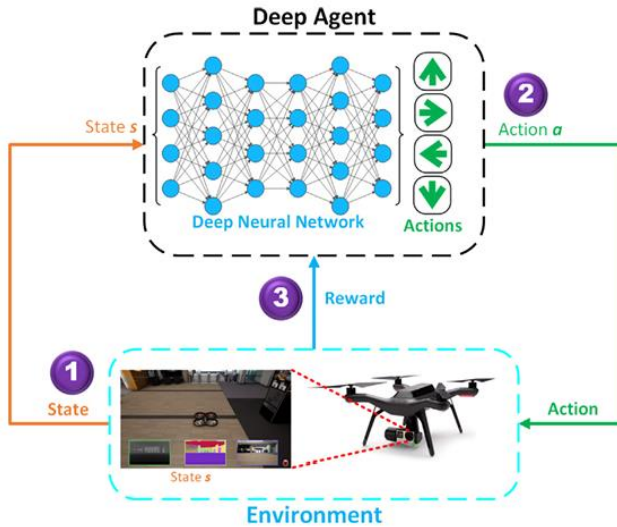 Deep Agent
2
State s
Action a
Deep Neural Network
Actions
3
Reward
1
State
Action
State s
Environment